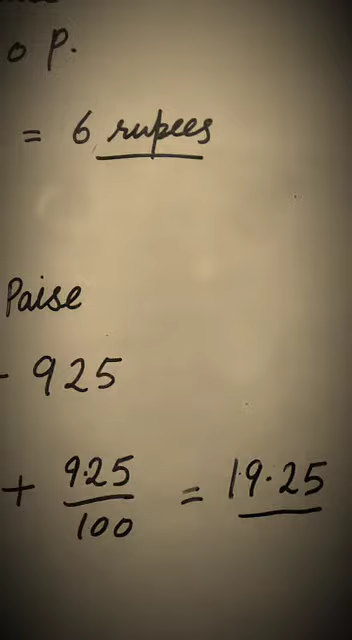 o P.
= 6 rupees
Paise
- 925
+ 9.25/100 = 19.25